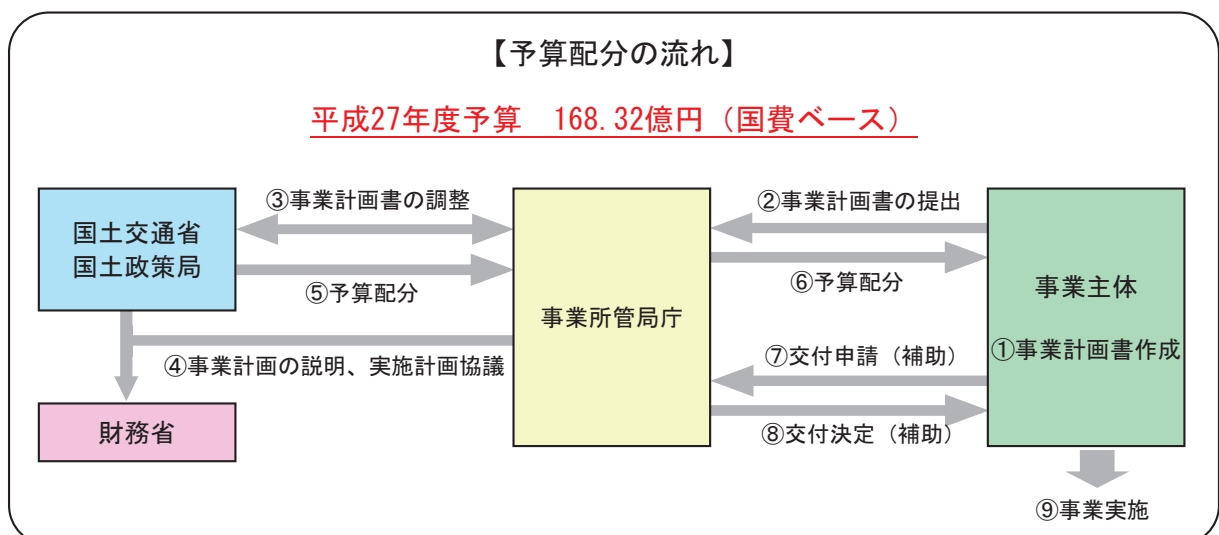 【予算配分の流れ】
平成27年度予算　168.32億円（国費ベース）
③事業計画書の調整
②事業計画書の提出
国土交通省
国土政策局
⑤予算配分
⑥予算配分
事業主体
事業所管局庁
①事業計画書作成
④事業計画の説明、実施計画協議
⑦交付申請（補助）
財務省
⑧交付決定（補助）
⑨事業実施